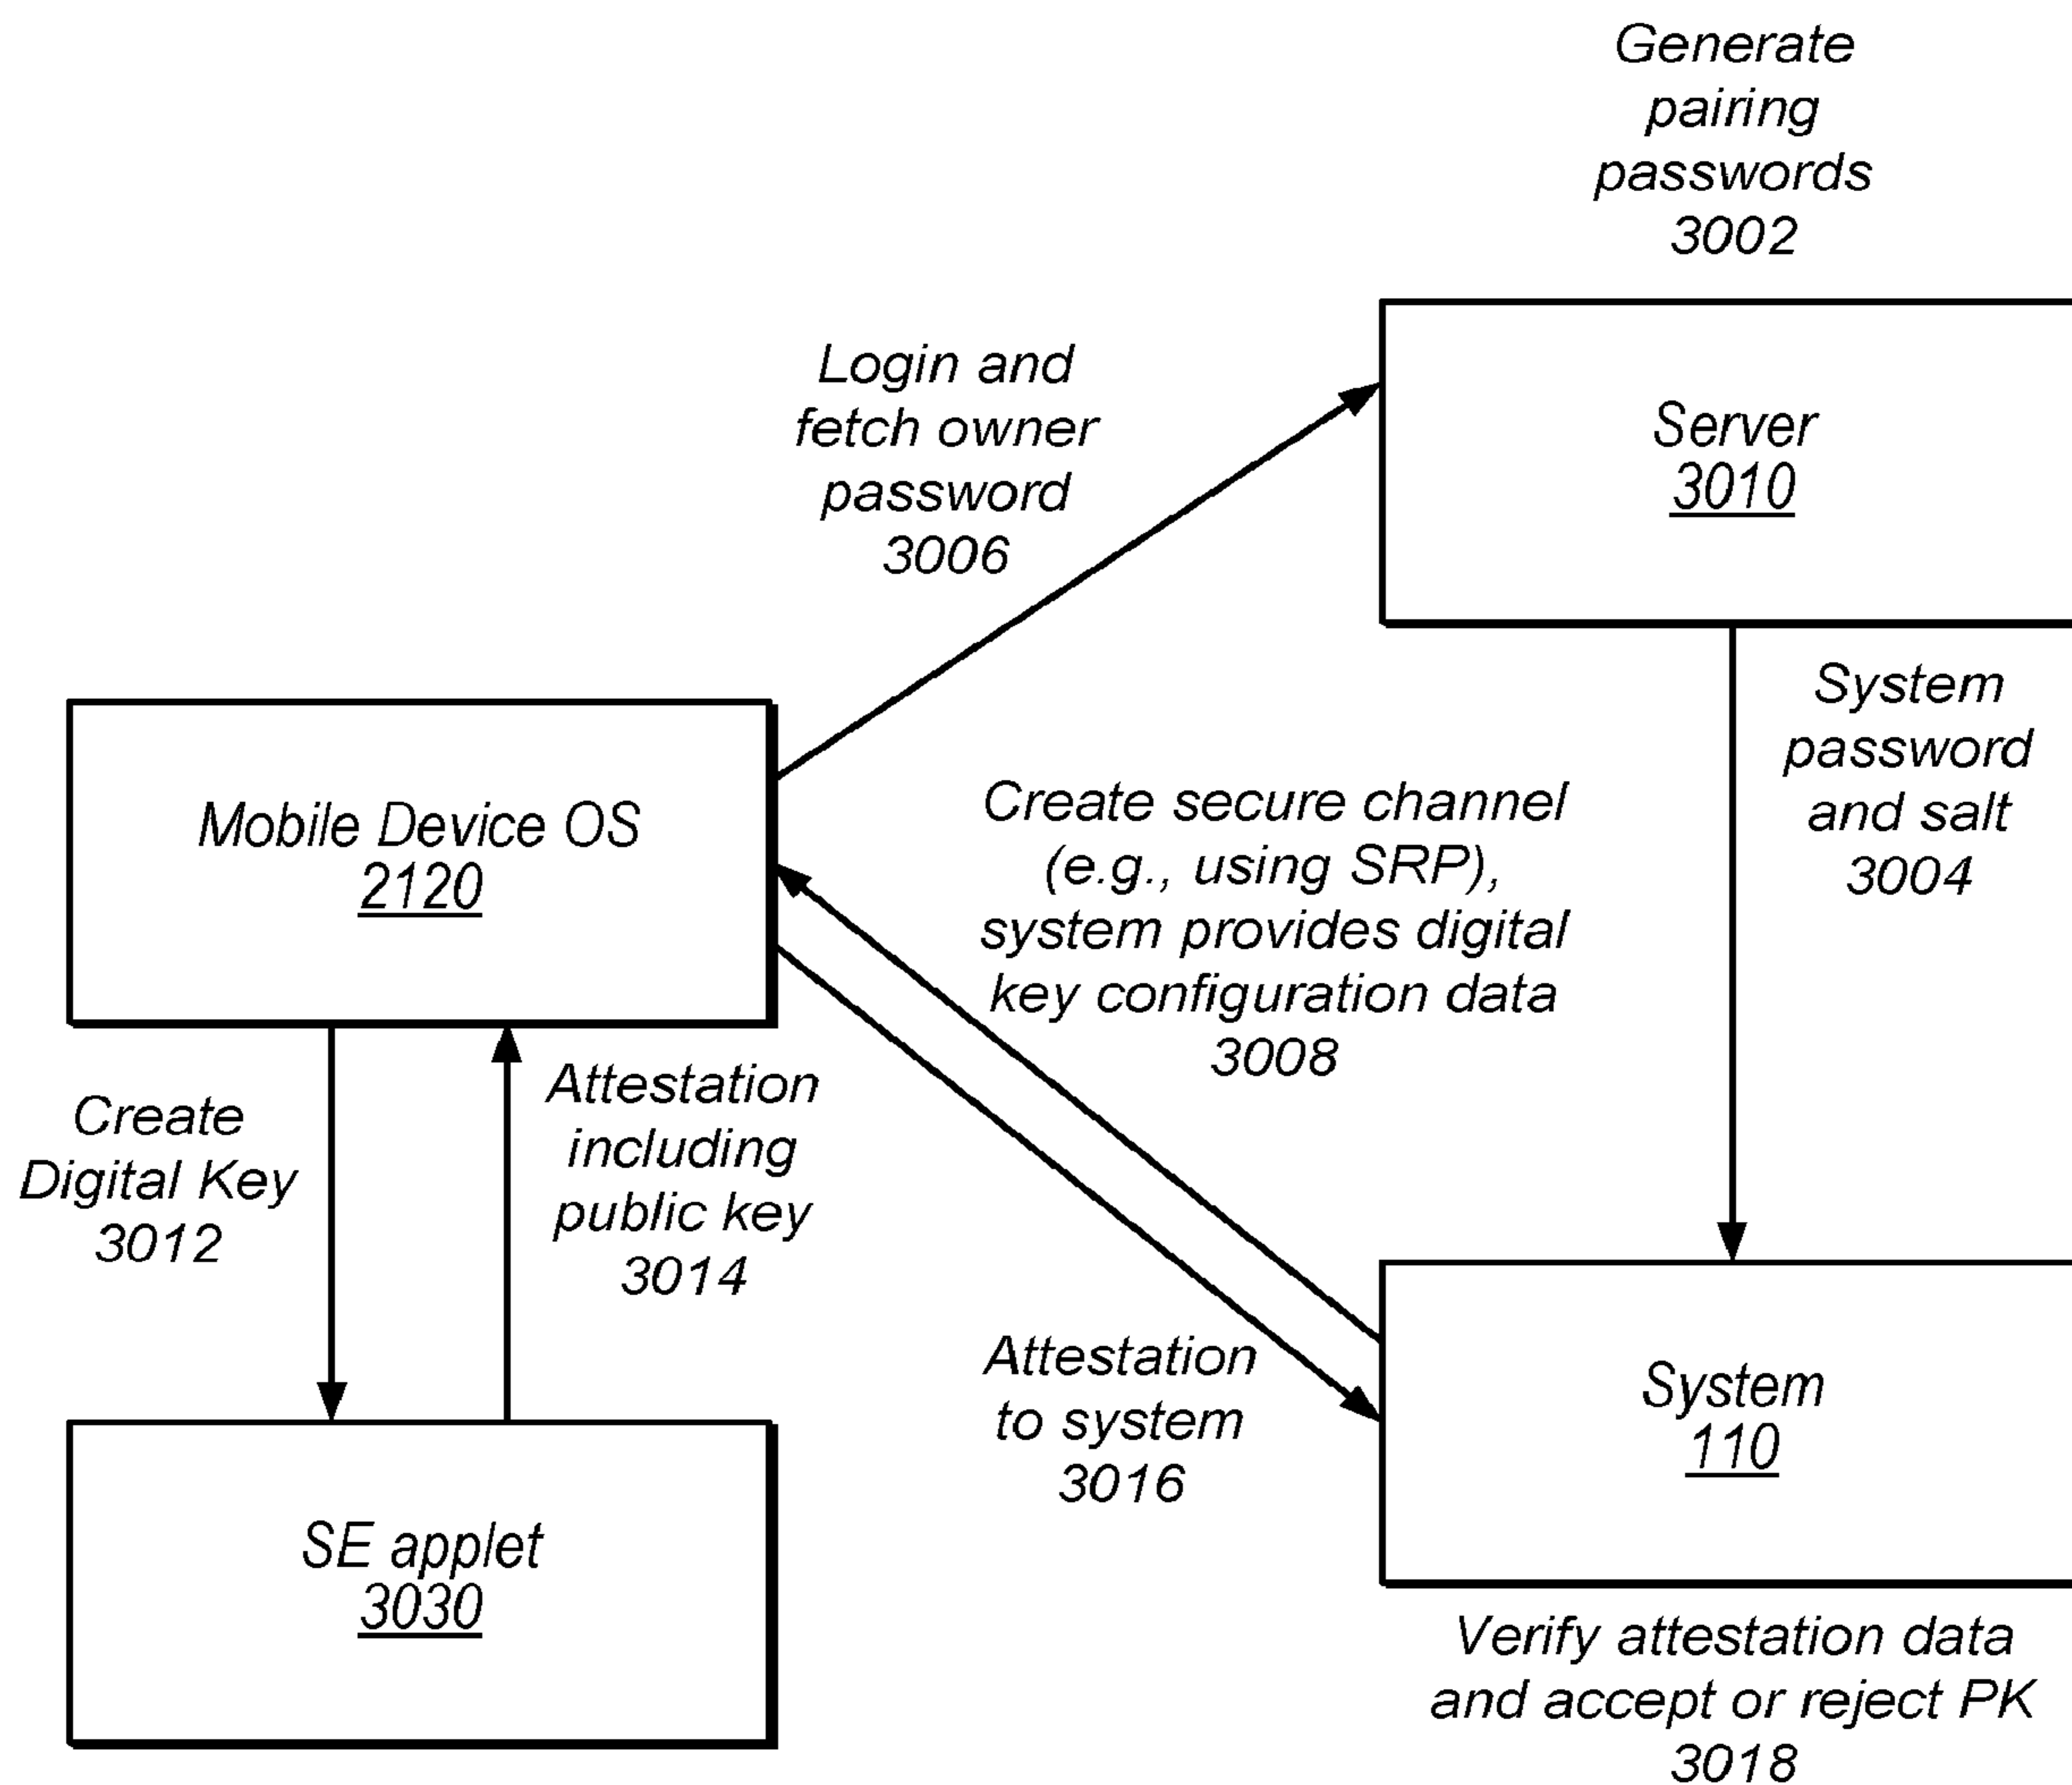 Generate
pairing
passwords
3002
Login and
fetch owner
password
3006
Server
3010
System
password
and salt
3004
Mobile Device OS
2120
Create secure channel
(e.g., using SRP),
system provides digital
key configuration data
3008
Create
Digital Key
3012
Attestation
including
public key
3014
Attestation
to system
3016
System
110
SE applet
3030
Verify attestation data
and accept or reject PK
3018